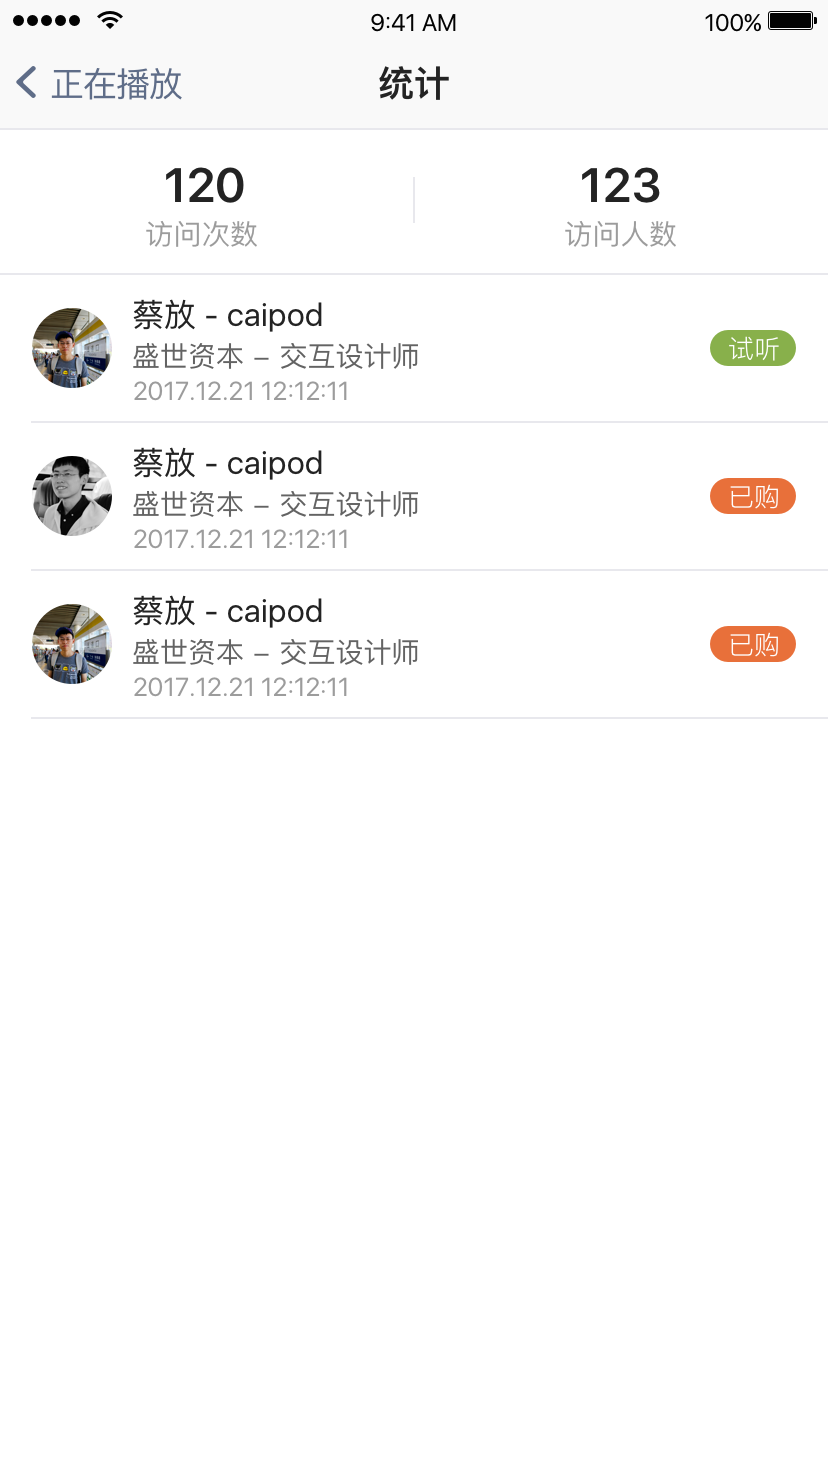 9:41 AM 100%
正在播放 统计
120 123
访问次数 访问人数
蔡放 - caipod
盛世资本 – 交互设计师
试听
2017.12.21 12:12:11
蔡放 - caipod
盛世资本 – 交互设计师
已购
2017.12.21 12:12:11
蔡放 - caipod
盛世资本 – 交互设计师
已购
2017.12.21 12:12:11